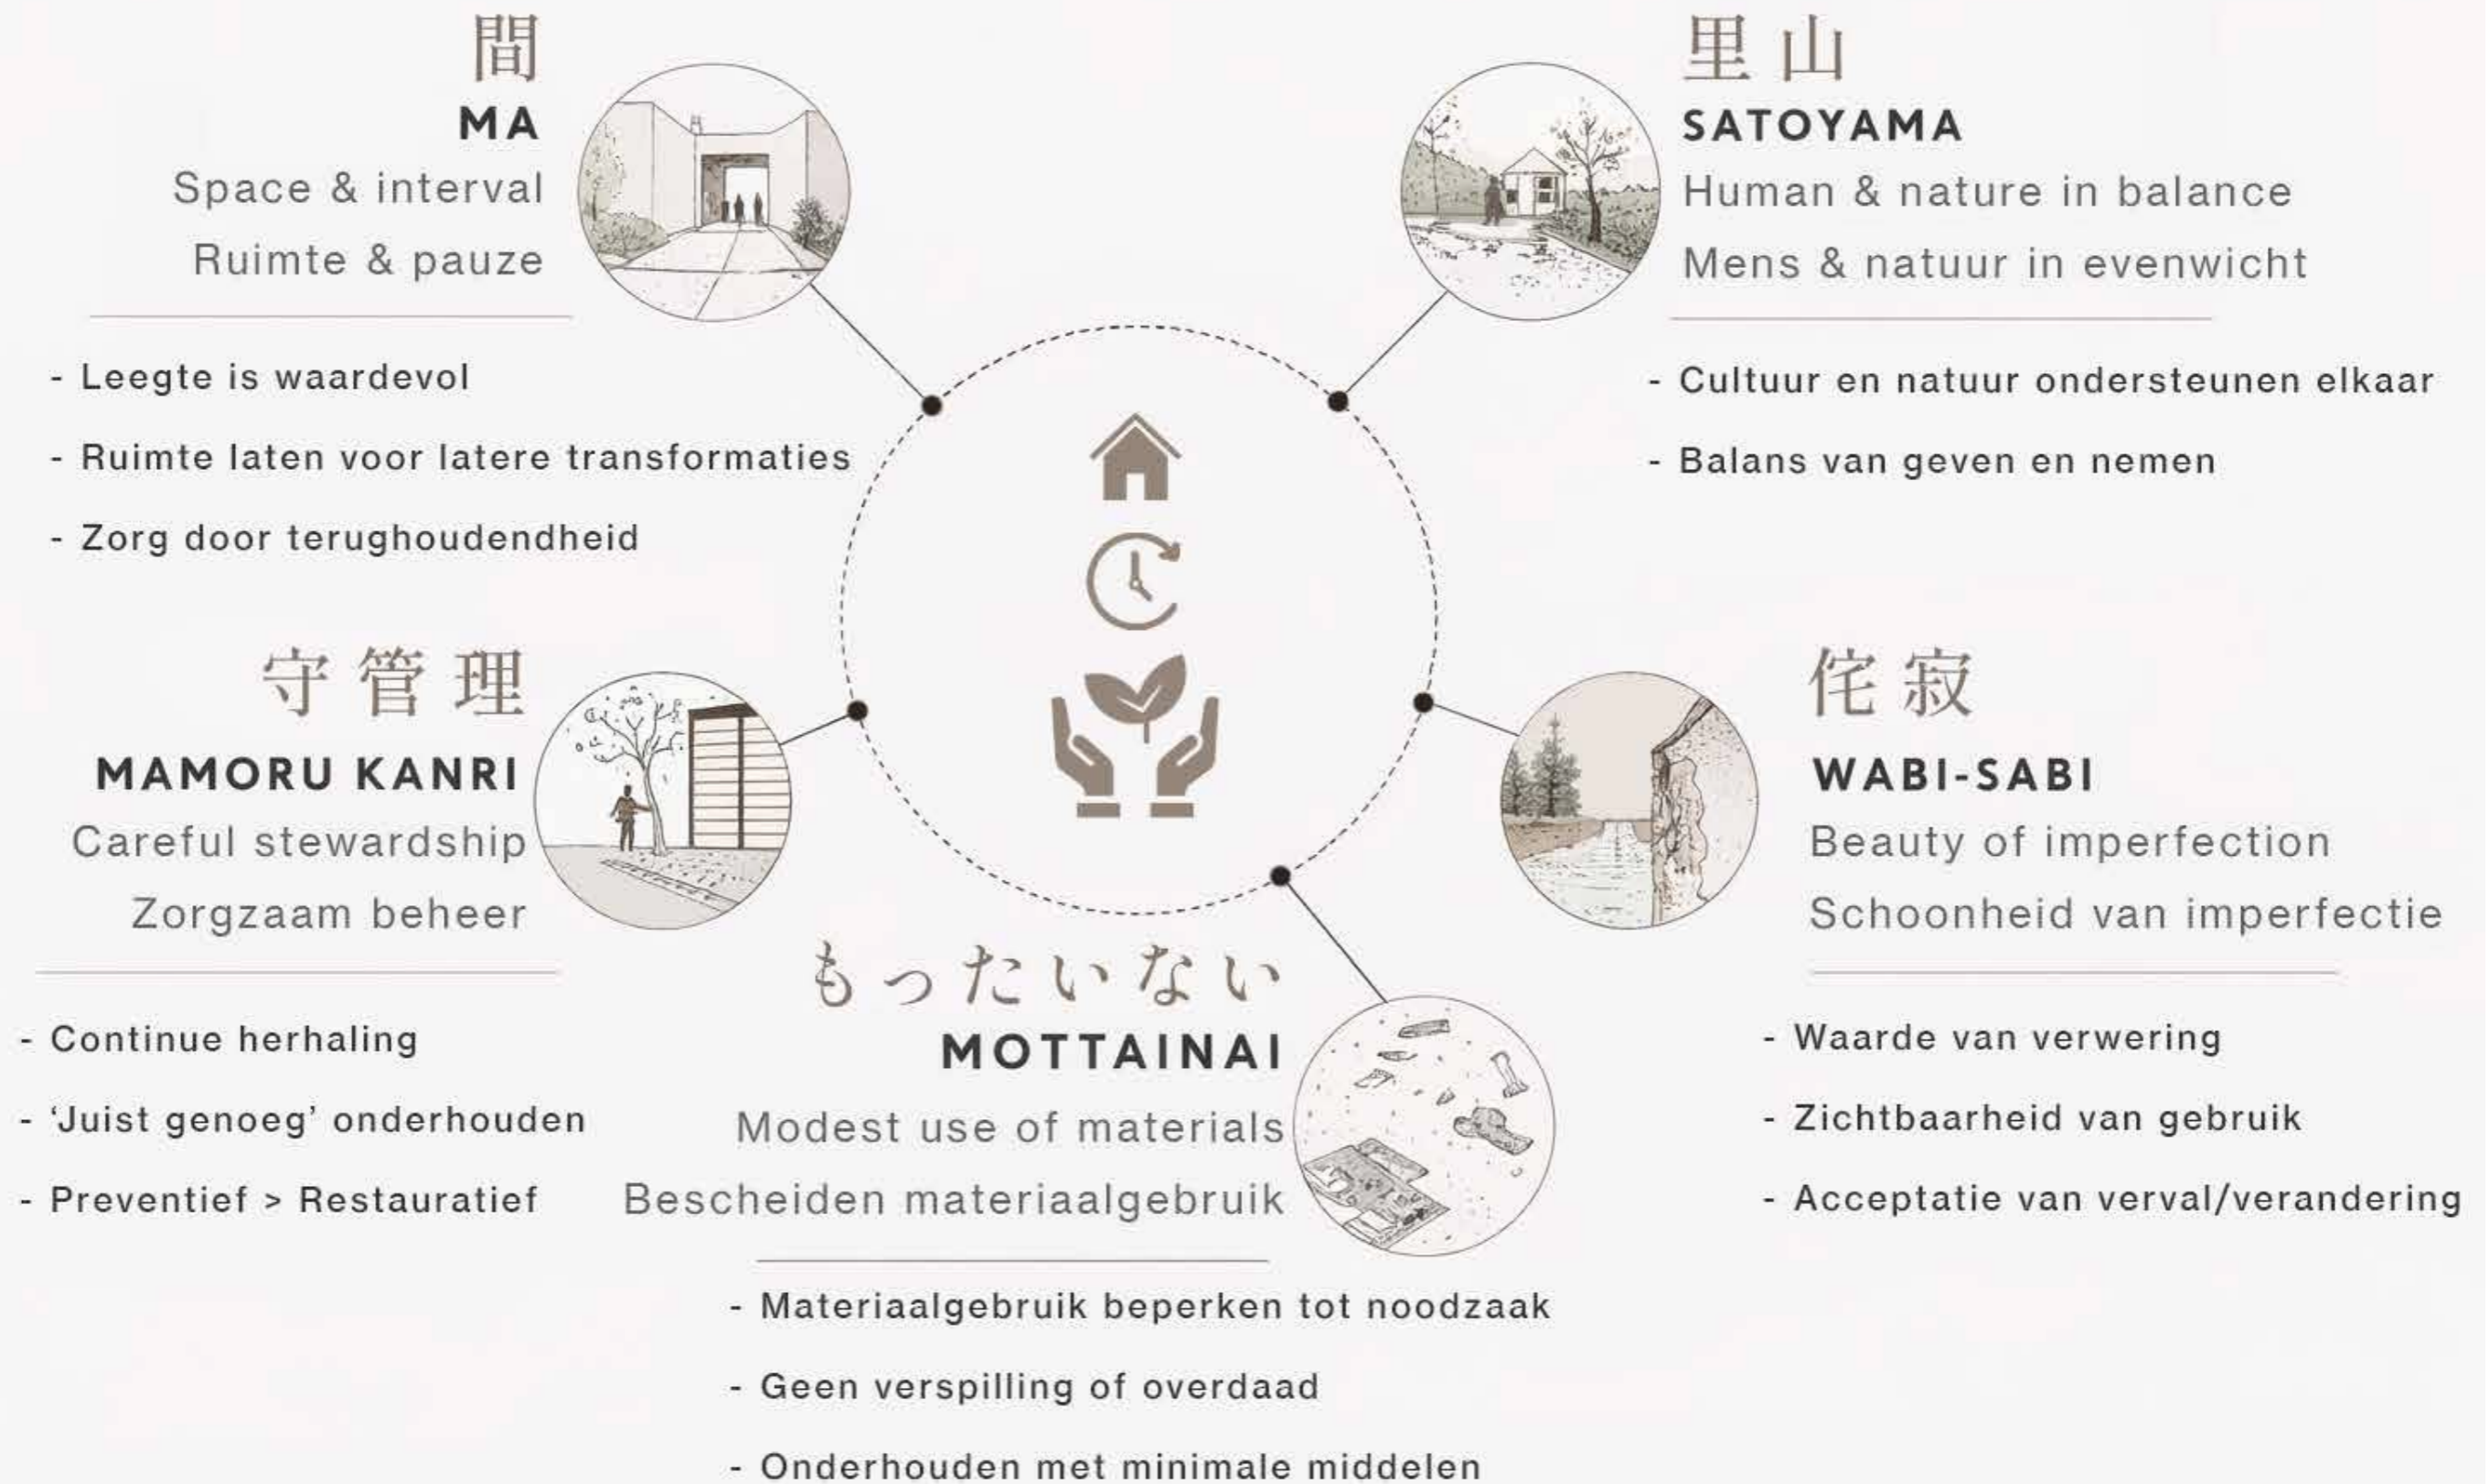 間
MA
Space & interval
Ruimte & pauze
- Leegte is waardevol
- Ruimte laten voor latere transformaties
- Zorg door terughoudendheid
里山
SATOYAMA
Human & nature in balance
Mens & natuur in evenwicht
- Cultuur en natuur ondersteunen elkaar
- Balans van geven en nemen
守管理
MAMORU KANRI
Careful stewardship
Zorgzaam beheer
- Continue herhaling
- ‘Juist genoeg’ onderhouden
- Preventief > Restauratief
もったいない
MOTTAINAI
Modest use of materials
Bescheiden materiaalgebruik
- Materiaalgebruik beperken tot noodzaak
- Geen verspilling of overdaad
- Onderhouden met minimale middelen
侘寂
WABI-SABI
Beauty of imperfection
Schoonheid van imperfectie
- Waarde van verwering
- Zichtbaarheid van gebruik
- Acceptatie van verval/verandering